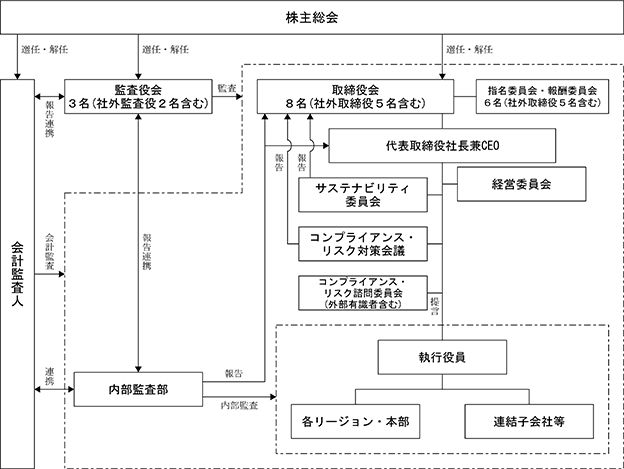 株主総会
選任・解任
選任・解任
選任・解任
監査役会
3名(社外監査役2名含む)
監査
取締役会
8名(社外取締役5名含む)
指名委員会・報酬委員会
6名(社外取締役5名含む)
報告連携
代表取締役社長兼CEO
報告
報告
サステナビリティ
委員会
経営委員会
会計監査人
会計監査
報告連携
コンプライアンス・
リスク対策会議
コンプライアンス・
リスク諮問委員会
(外部有識者含む)
提言
執行役員
連携
内部監査部
報告
内部監査
各リージョン・本部
連結子会社等